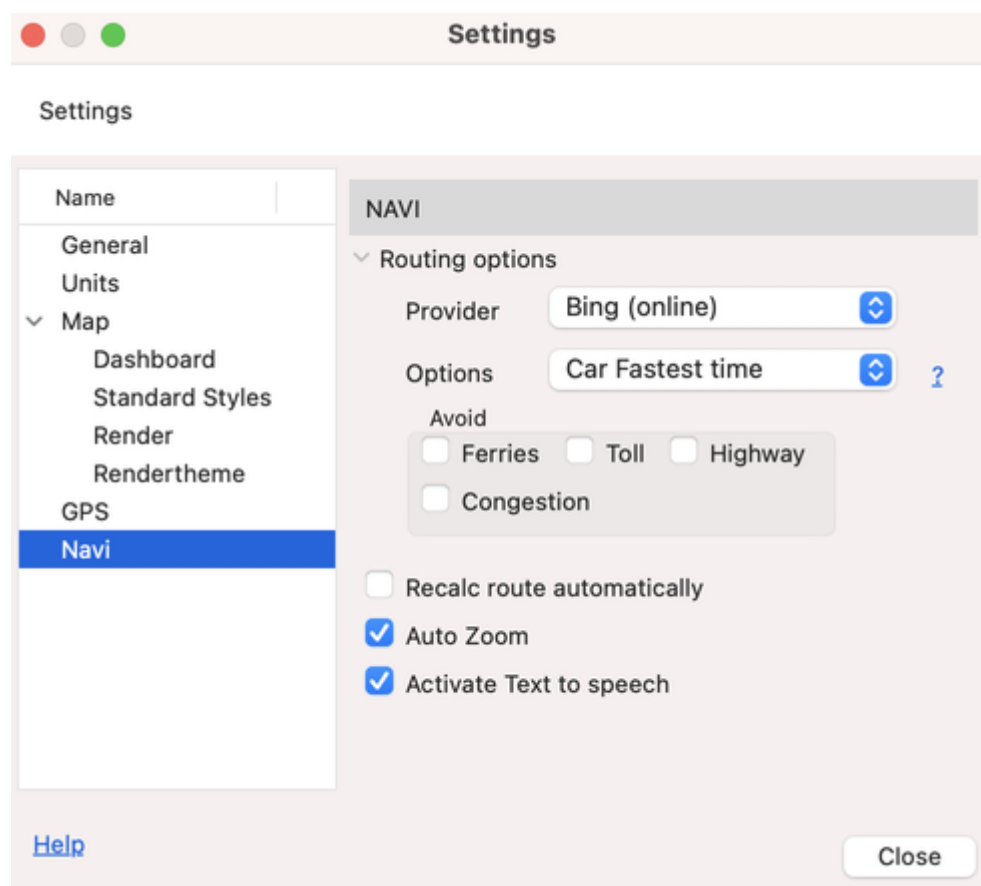 Settings
Settings
Name
General
Units
Map
Dashboard
Standard Styles
Render
Rendertheme
GPS
Navi
NAVI
Routing options
Provider Bing (online)
Options Car Fastest time ?
Avoid
Ferries Toll Highway
Congestion
Recalc route automatically
Auto Zoom
Activate Text to speech
Help
Close